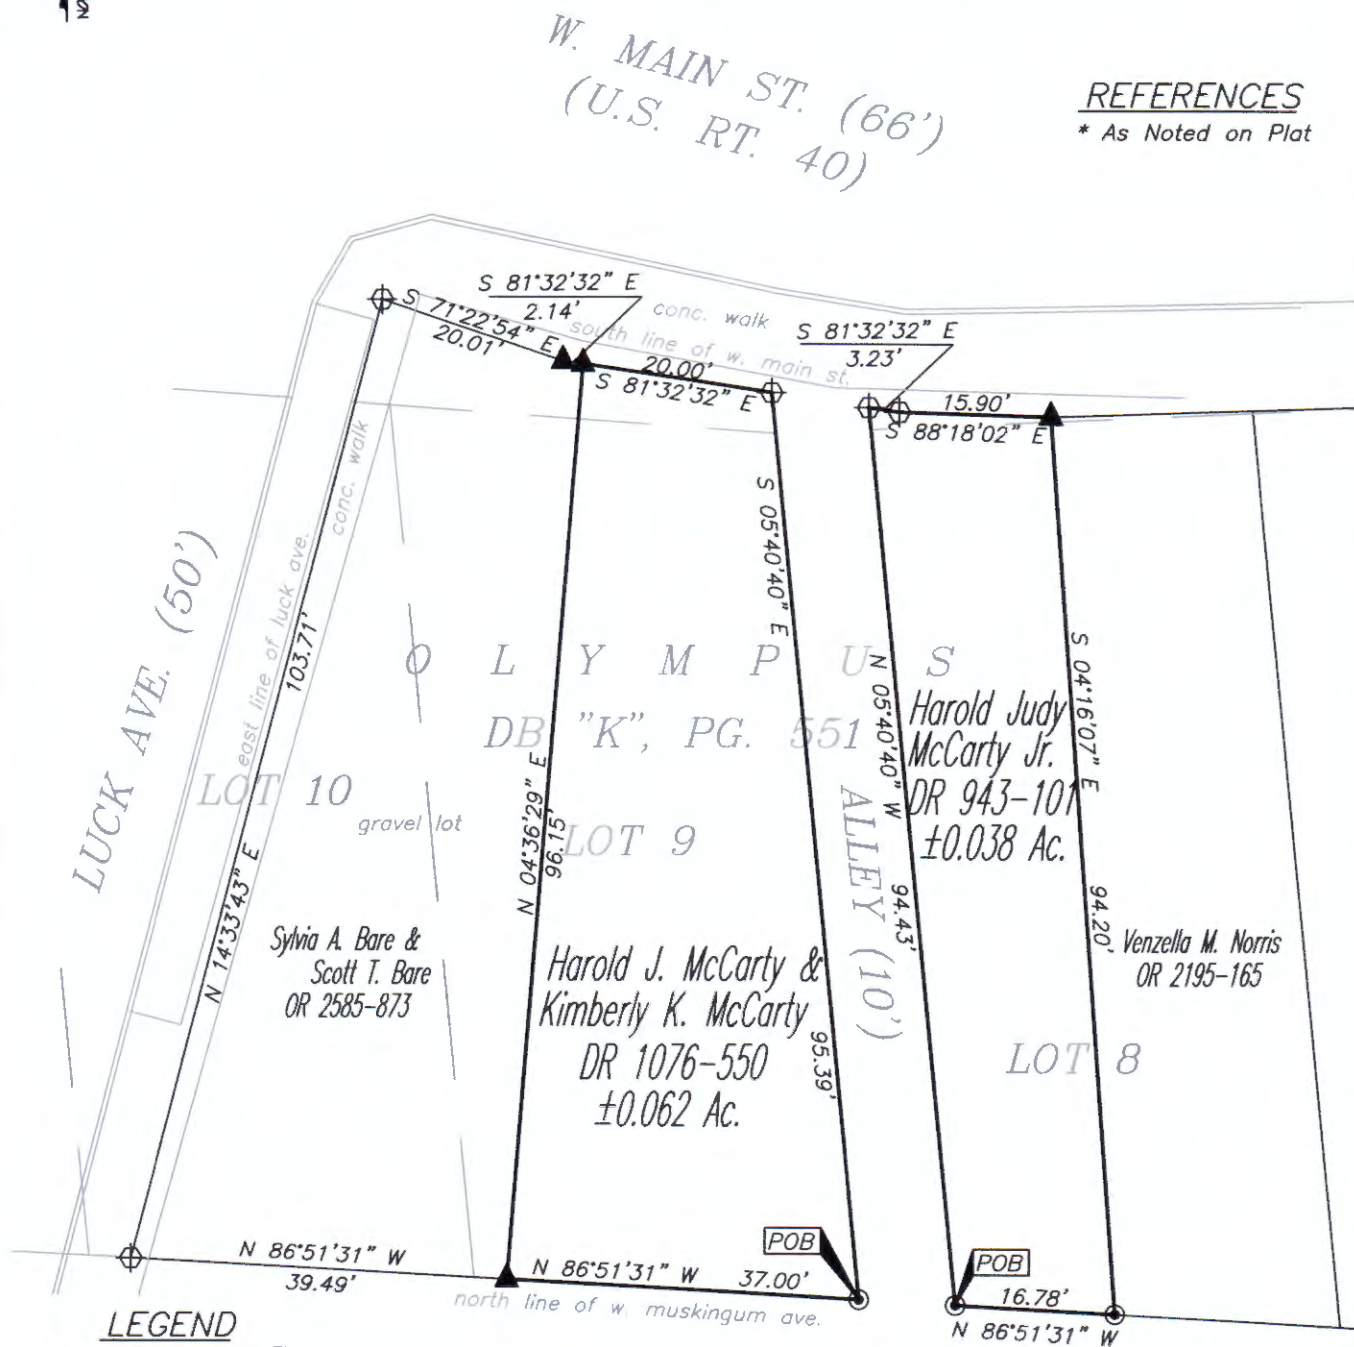 W. MAIN ST. (66')
(U.S. RT. 40)
REFERENCES
* As Noted on Plat
S 81°32'32" E
2.14'
conc. walk
S 71°22'54" E
20.01'
south line of w. main st.
S 81°32'32" E
3.23'
20.00'
S 81°32'32" E
15.90'
S 88°18'02" E
conc. walk
east line of luck ave.
103.71'
N 14°33'43" E
LUCK AVE. (50')
S 05°40'40" E
95.39'
N 05°40'40" W
94.43'
S 04°16'07" E
94.20'
OLYMPUS
DB "K", PG. 551
LOT 10
gravel lot
LOT 9
N 04°36'29" E
96.15'
ALLEY (10')
Harold Judy
McCarty Jr.
DR 943-101
±0.038 Ac.
Sylvia A. Bare &
Scott T. Bare
OR 2585-873
Harold J. McCarty &
Kimberly K. McCarty
DR 1076-550
±0.062 Ac.
Venzella M. Norris
OR 2195-165
LOT 8
POB
POB
N 86°51'31" W
39.49'
N 86°51'31" W 37.00'
north line of w. muskingum ave.
16.78'
N 86°51'31" W
LEGEND